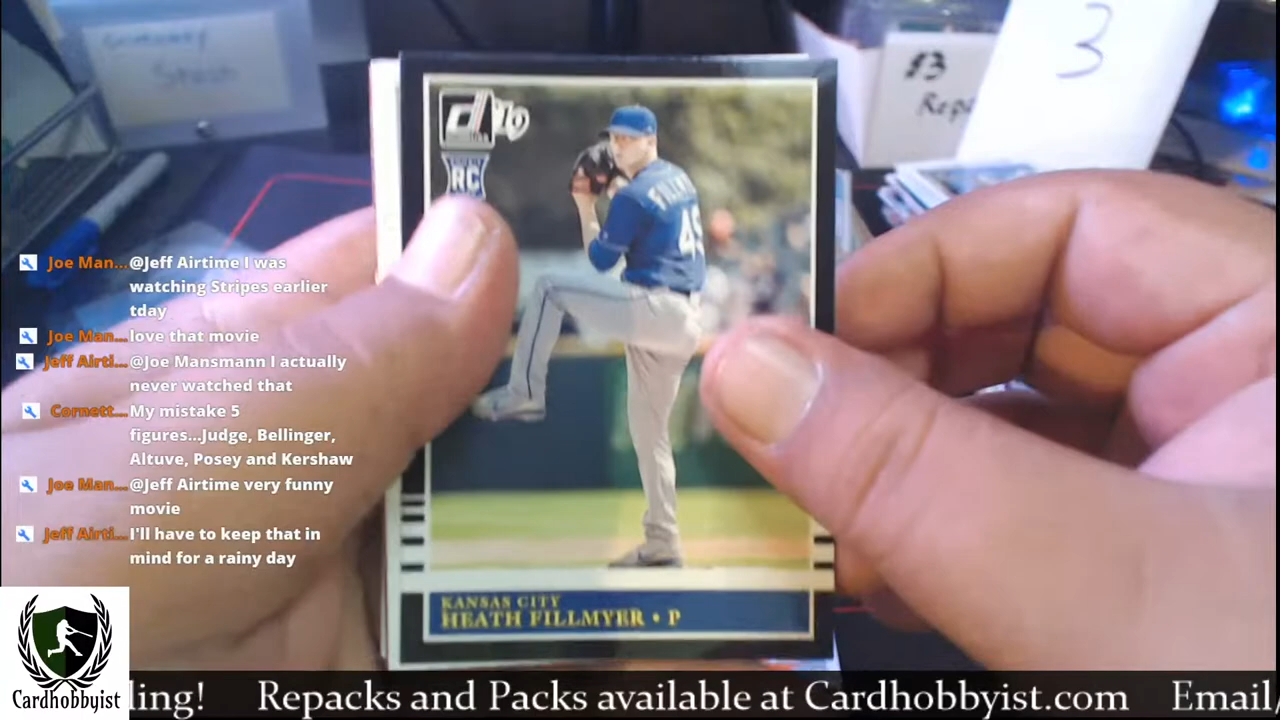 3
#3
RC
49
Joe Man... @Jeff Airtime I was
watching Stripes earlier
tday
Joe Man... love that movie
Jeff Airti... @Joe Mansmann I actually
never watched that
Cornett... My mistake 5
figures...Judge, Bellinger,
Altuve, Posey and Kershaw
Joe Man... @Jeff Airtime very funny
movie
Jeff Airti... I'll have to keep that in
mind for a rainy day
KANSAS CITY
HEATH FILLMYER • P
Cardhobbyist
ling! Repacks and Packs available at Cardhobbyist.com Email/